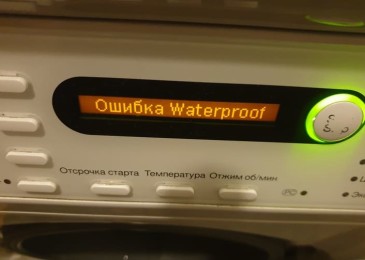 Ошибка Waterproof
Отсрочка старта Температура Отжим об/мин